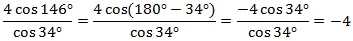 4 cos 146° / cos 34° = 4 cos(180° − 34°) / cos 34° = −4 cos 34° / cos 34° = −4